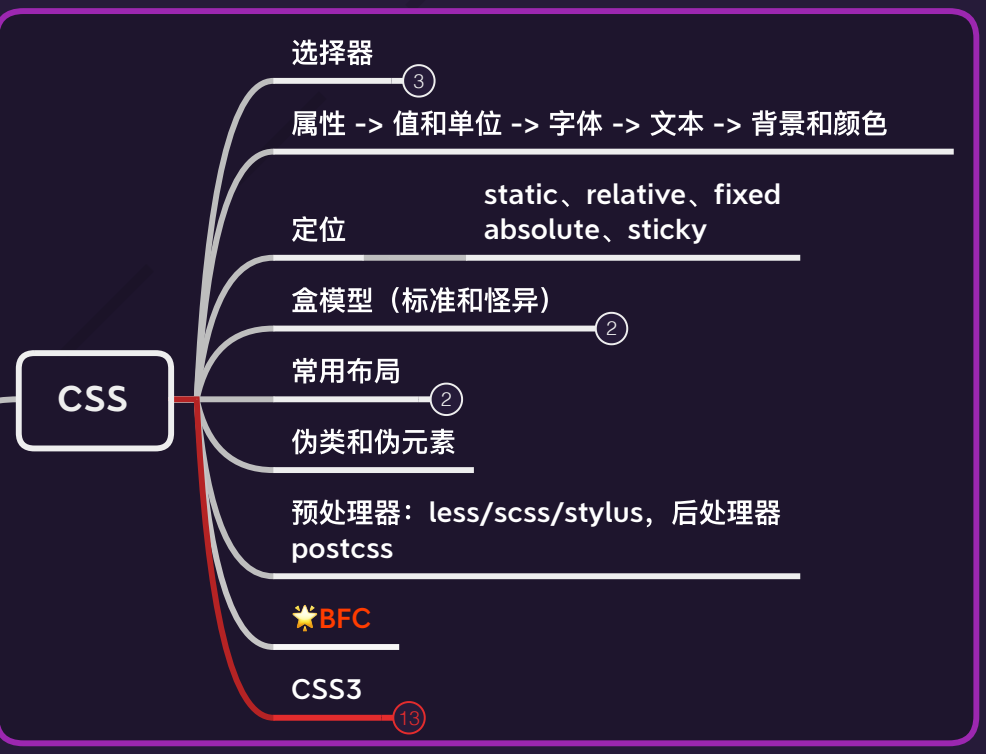 选择器
3
属性 -> 值和单位 -> 字体 -> 文本 -> 背景和颜色
static、relative、fixed
定位
absolute、sticky
盒模型（标准和怪异）
2
常用布局
CSS
2
伪类和伪元素
预处理器：less/scss/stylus，后处理器
postcss
🌟BFC
CSS3
13